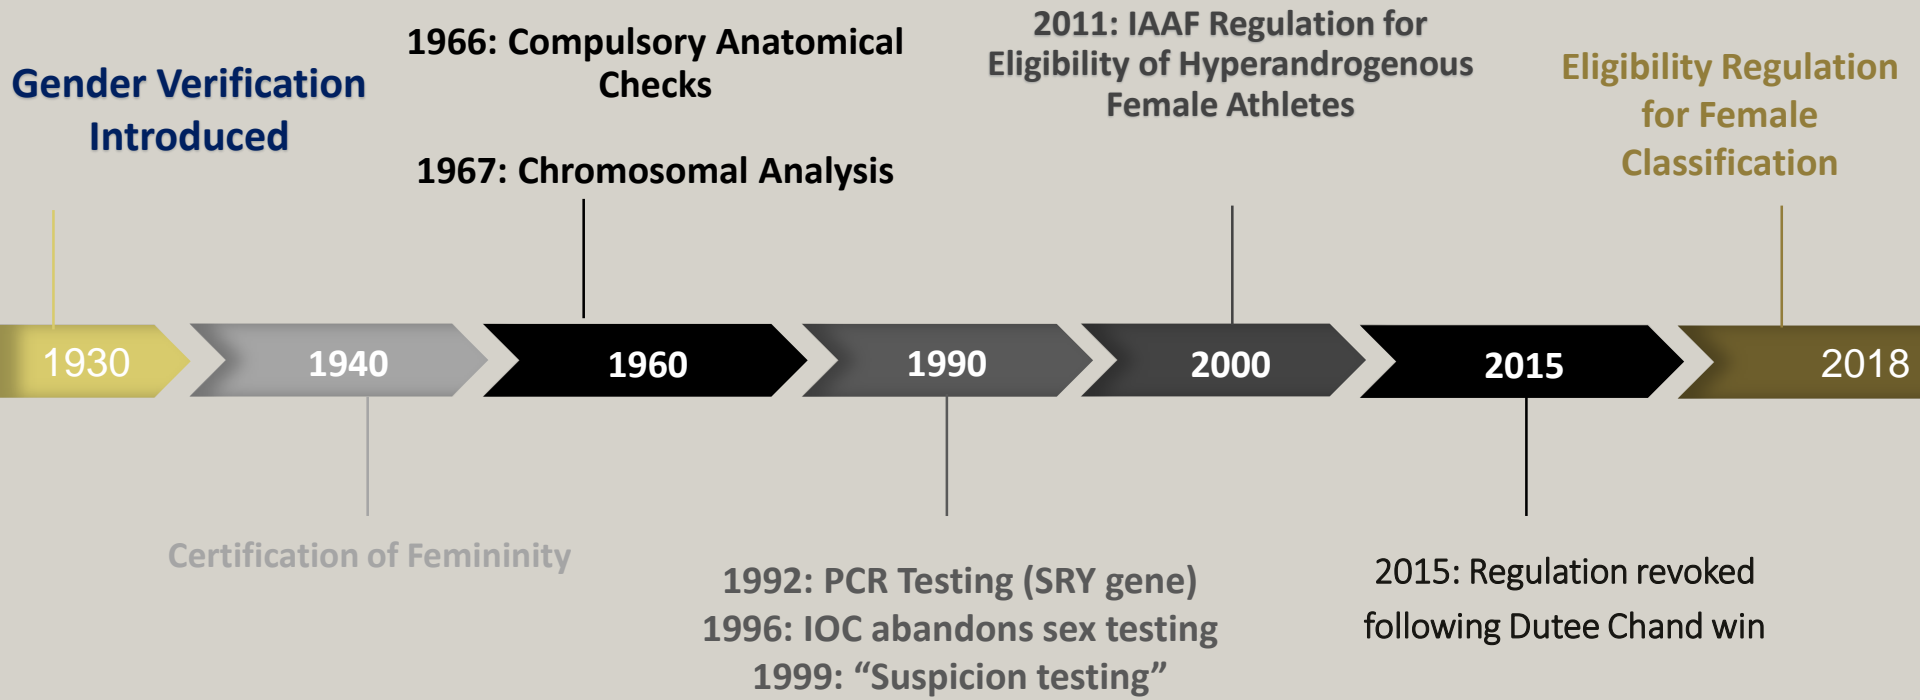 Gender Verification
Introduced
1966: Compulsory Anatomical
Checks
1967: Chromosomal Analysis
2011: IAAF Regulation for
Eligibility of Hyperandrogenous
Female Athletes
Eligibility Regulation
for Female
Classification
1930
1940
1960
1990
2000
2015
2018
Certification of Femininity
1992: PCR Testing (SRY gene)
1996: IOC abandons sex testing
1999: “Suspicion testing”
2015: Regulation revoked
following Dutee Chand win